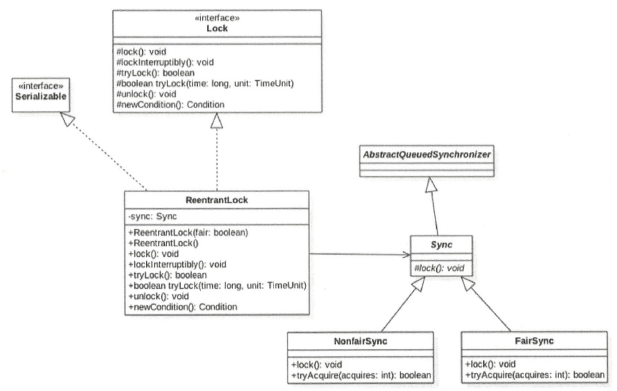 «interface»
Lock
#lock(): void
#lockInterruptibly(): void
#tryLock(): boolean
#boolean tryLock(time: long, unit: TimeUnit)
#unlock(): void
#newCondition(): Condition
«interface»
Serializable
AbstractQueuedSynchronizer
ReentrantLock
-sync: Sync
+ReentrantLock(fair: boolean)
+ReentrantLock()
+lock(): void
+lockInterruptibly(): void
+tryLock(): boolean
+boolean tryLock(time: long, unit: TimeUnit)
+unlock(): void
+newCondition(): Condition
Sync
#lock(): void
NonfairSync
+lock(): void
+tryAcquire(acquires: int): boolean
FairSync
+lock(): void
+tryAcquire(acquires: int): boolean